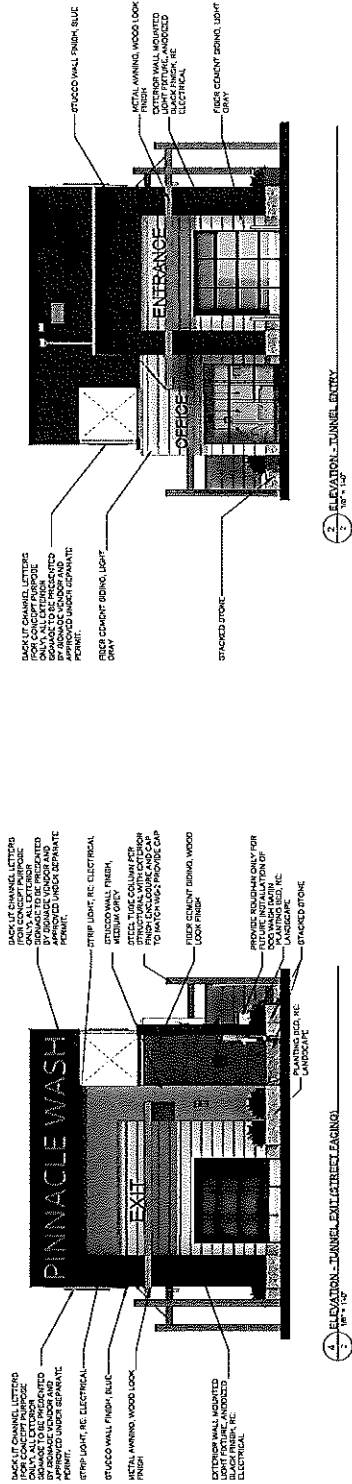 BACK LIT CHANNEL LETTERS
(FOR CONCEPT PURPOSE
ONLY). ALL EXTERIOR
SIGNAGE TO BE PRESENTED
BY SIGNAGE VENDOR AND
APPROVED UNDER SEPARATE
PERMIT.
STRIP LIGHT, RE: ELECTRICAL
STUCCO WALL FINISH, BLUE
METAL AWNING, WOOD LOOK
FINISH
EXTERIOR WALL MOUNTED
LIGHT FIXTURE, ANODIZED
BLACK FINISH, RE:
ELECTRICAL
PINNACLE WASH
EXIT
BACK LIT CHANNEL LETTERS
(FOR CONCEPT PURPOSE
ONLY). ALL EXTERIOR
SIGNAGE TO BE PRESENTED
BY SIGNAGE VENDOR AND
APPROVED UNDER SEPARATE
PERMIT.
STRIP LIGHT, RE: ELECTRICAL
STUCCO WALL FINISH,
MEDIUM GREY
STEEL TUBE COLUMN PER
STRUCTURAL WITH EXTERIOR
FINISH ENCLOSURE AND CAP
TO MATCH WG-2 PROVIDE CAP
FIBER CEMENT SIDING, WOOD
LOOK FINISH
PROVIDE ROUGH-IN ONLY FOR
FUTURE INSTALLATION OF
DOG WASH BATH
PLANTING BED, RE:
LANDSCAPE
STACKED STONE
PLANTING BED, RE:
LANDSCAPE
4 ELEVATION - TUNNEL EXIT (STREET FACING)
1/8" = 1'-0"
BACK LIT CHANNEL LETTERS
(FOR CONCEPT PURPOSE
ONLY). ALL EXTERIOR
SIGNAGE TO BE PRESENTED
BY SIGNAGE VENDOR AND
APPROVED UNDER SEPARATE
PERMIT.
FIBER CEMENT SIDING, LIGHT
GRAY
STACKED STONE
OFFICE
ENTRANCE
STUCCO WALL FINISH, BLUE
METAL AWNING, WOOD LOOK
FINISH
EXTERIOR WALL MOUNTED
LIGHT FIXTURE, ANODIZED
BLACK FINISH, RE:
ELECTRICAL
FIBER CEMENT SIDING, LIGHT
GRAY
2 ELEVATION - TUNNEL ENTRY
1/8" = 1'-0"